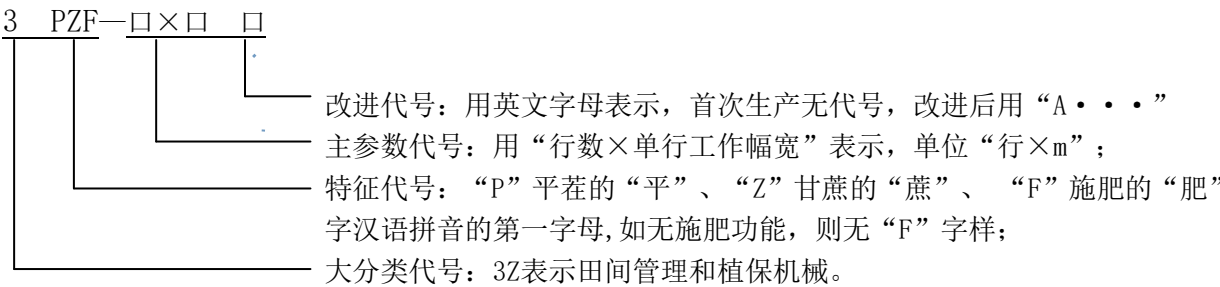 3 PZF—口×口 口
改进代号：用英文字母表示，首次生产无代号，改进后用“A···”
主参数代号：用“行数×单行工作幅宽”表示，单位“行×m”；
特征代号：“P”平茬的“平”、“Z”甘蔗的“蔗”、 “F”施肥的“肥”
字汉语拼音的第一字母,如无施肥功能，则无“F”字样；
大分类代号：3Z表示田间管理和植保机械。